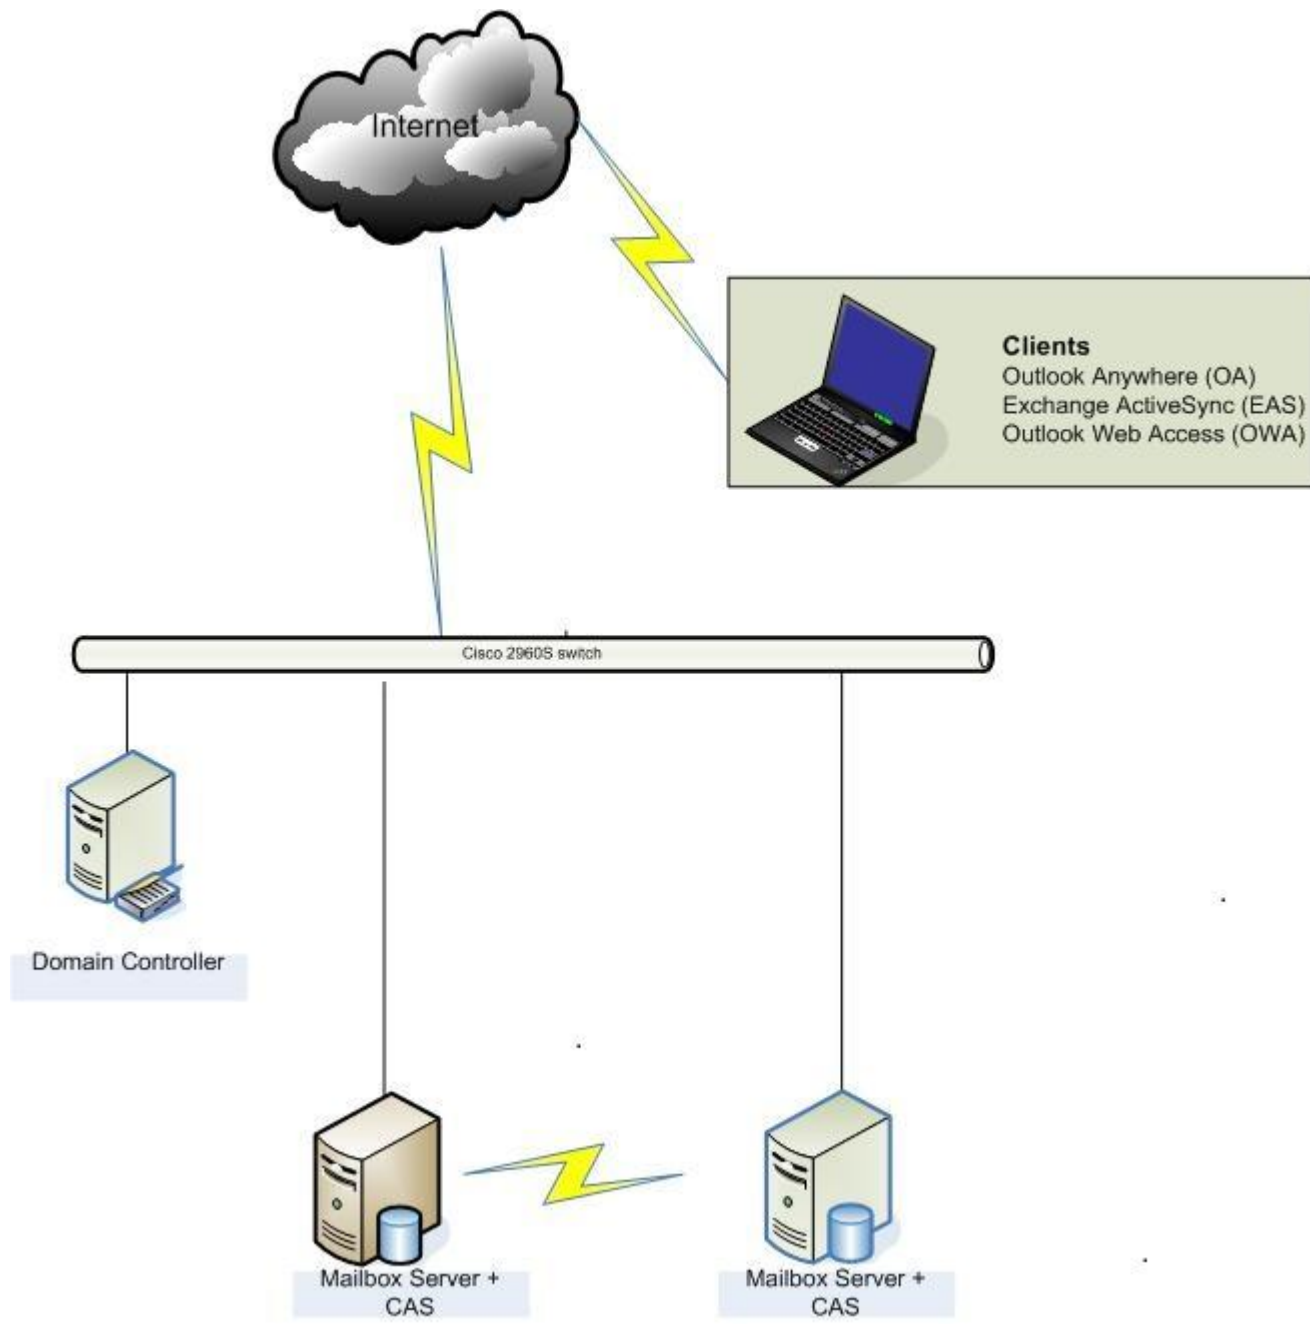 Internet
Clients
Outlook Anywhere (OA)
Exchange ActiveSync (EAS)
Outlook Web Access (OWA)
Cisco 2960S switch
Domain Controller
Mailbox Server +
CAS
Mailbox Server +
CAS